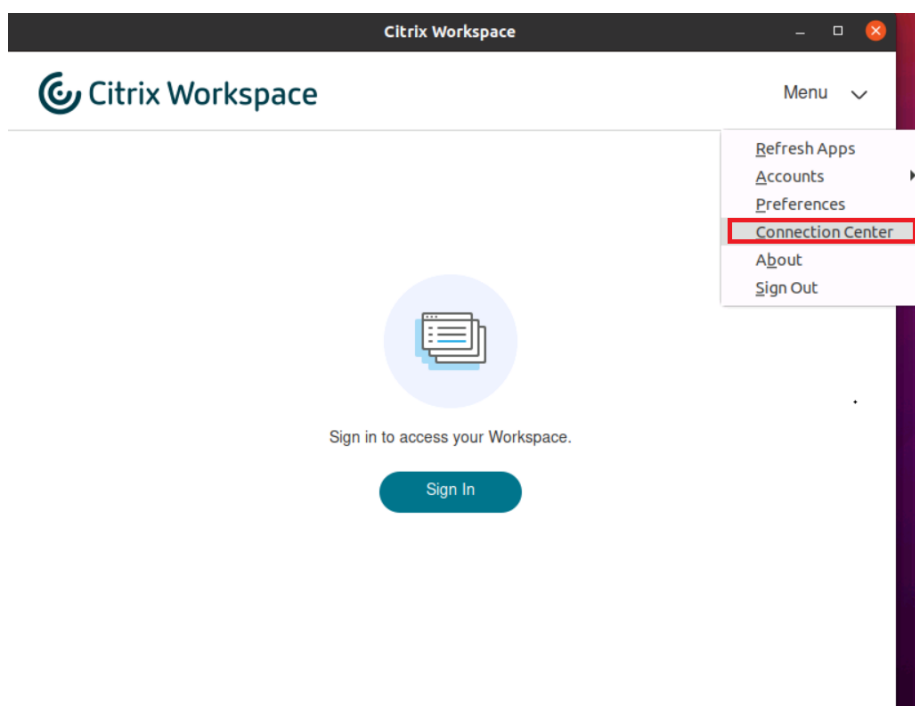 Citrix Workspace
Citrix Workspace
Menu
Refresh Apps
Accounts
Preferences
Connection Center
About
Sign Out
Sign in to access your Workspace.
Sign In